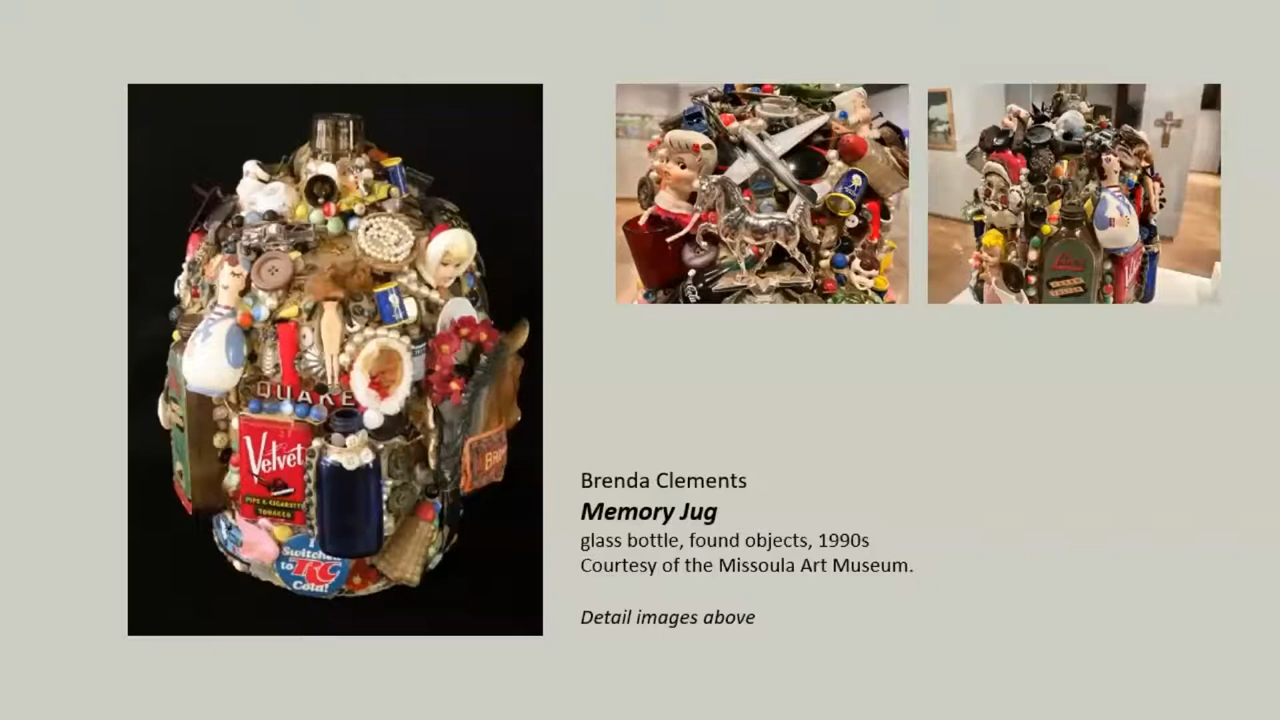 QUAKE
Velvet
PIPE & CIGARETTE
TOBACCO
I
Switched
to RC
Cola!
Brenda Clements
Memory Jug
glass bottle, found objects, 1990s
Courtesy of the Missoula Art Museum.
Detail images above